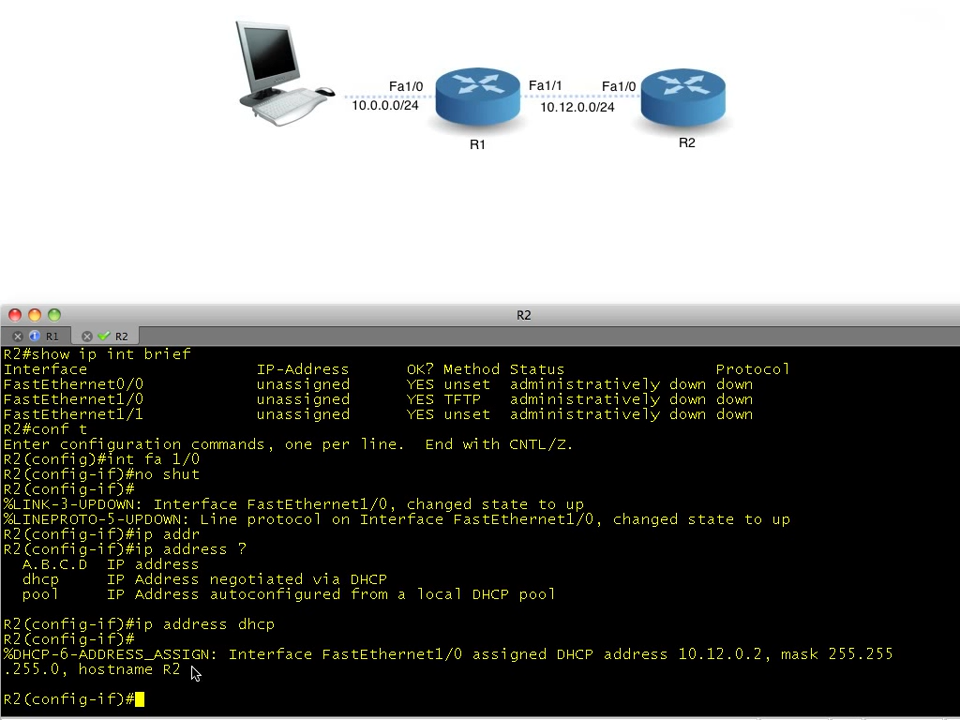 Fa1/0
Fa1/1
Fa1/0
10.0.0.0/24
10.12.0.0/24
R1
R2
R2
R1
R2
R2#show ip int brief
Interface IP-Address OK? Method Status Protocol
FastEthernet0/0 unassigned YES unset administratively down down
FastEthernet1/0 unassigned YES TFTP administratively down down
FastEthernet1/1 unassigned YES unset administratively down down
R2#conf t
Enter configuration commands, one per line. End with CNTL/Z.
R2(config)#int fa 1/0
R2(config-if)#no shut
R2(config-if)#
%LINK-3-UPDOWN: Interface FastEthernet1/0, changed state to up
%LINEPROTO-5-UPDOWN: Line protocol on Interface FastEthernet1/0, changed state to up
R2(config-if)#ip addr
R2(config-if)#ip address ?
A.B.C.D IP address
dhcp IP Address negotiated via DHCP
pool IP Address autoconfigured from a local DHCP pool
R2(config-if)#ip address dhcp
R2(config-if)#
%DHCP-6-ADDRESS_ASSIGN: Interface FastEthernet1/0 assigned DHCP address 10.12.0.2, mask 255.255
.255.0, hostname R2
R2(config-if)#